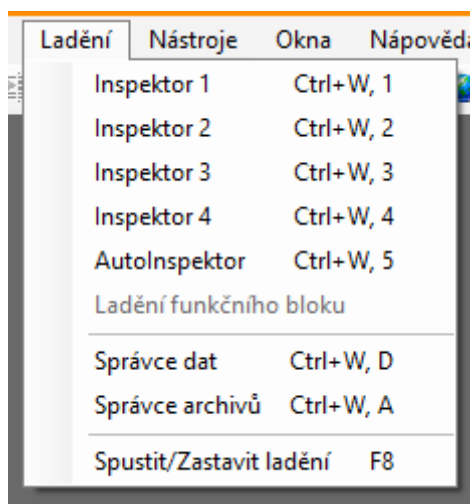 Ladění Nástroje Okna Nápověda
Inspektor 1 Ctrl+W, 1
Inspektor 2 Ctrl+W, 2
Inspektor 3 Ctrl+W, 3
Inspektor 4 Ctrl+W, 4
AutoInspektor Ctrl+W, 5
Ladění funkčního bloku
Správce dat Ctrl+W, D
Správce archivů Ctrl+W, A
Spustit/Zastavit ladění F8